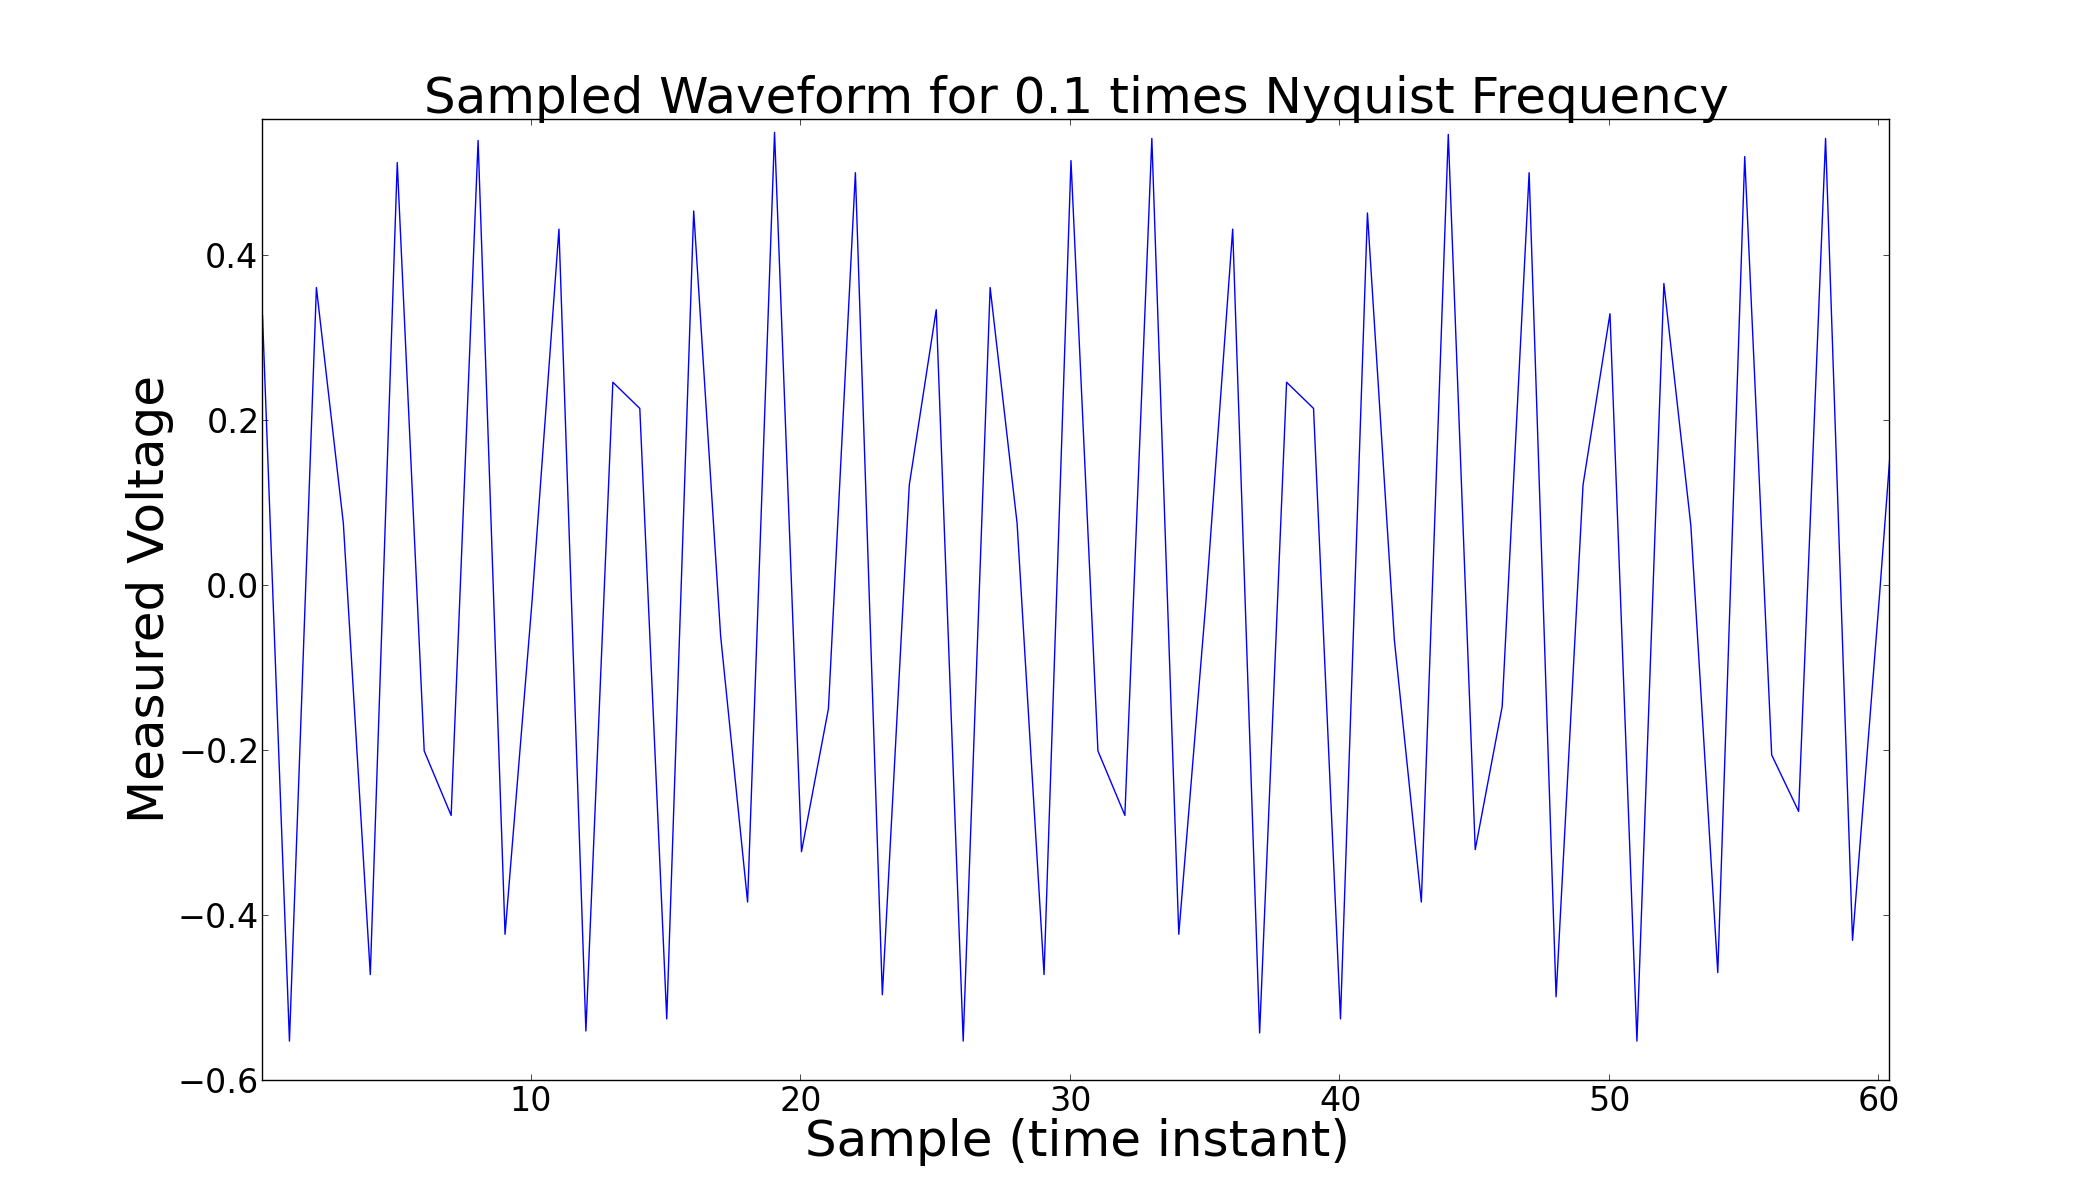 Sampled Waveform for 0.1 times Nyquist Frequency
0.4
0.2
0.0
−0.2
−0.4
−0.6
Measured Voltage
10 20 30 40 50 60
Sample (time instant)